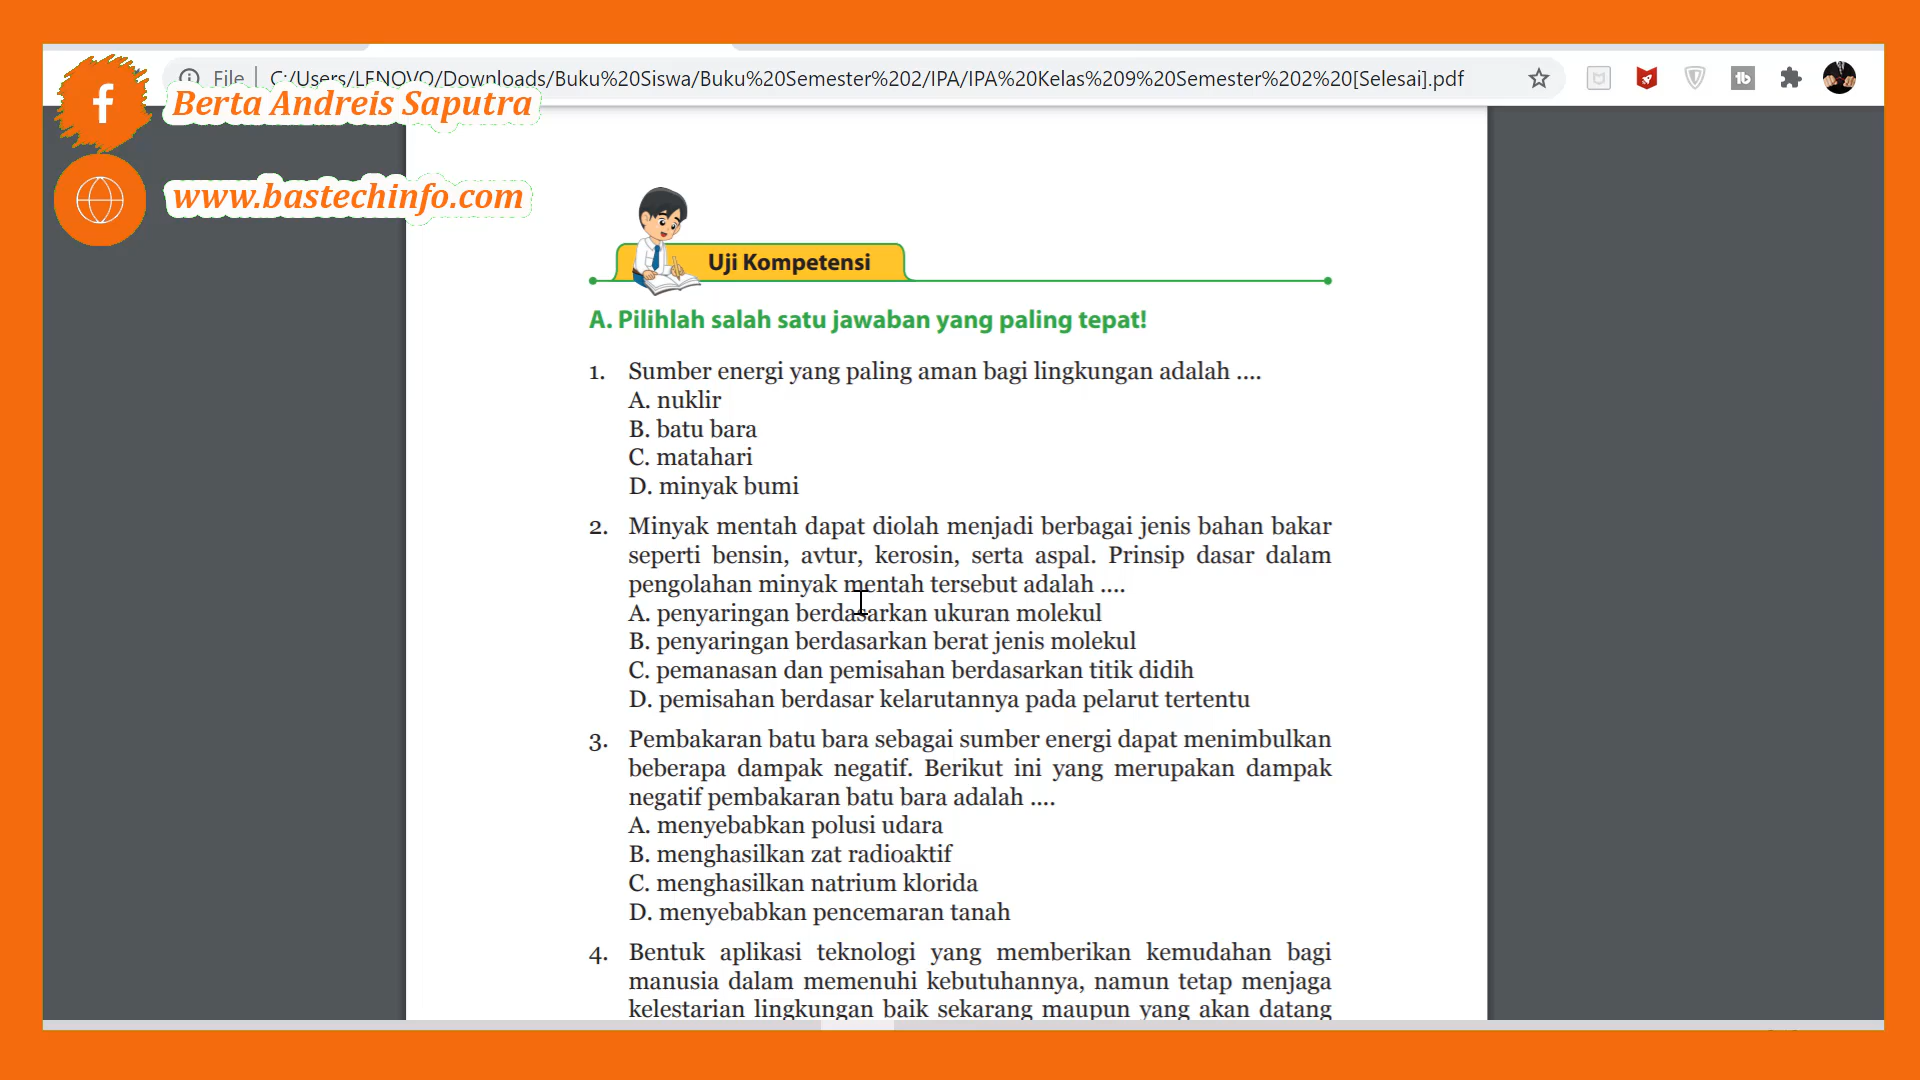 File
C:/Users/LENOVO/Downloads/Buku%20Siswa/Buku%20Semester%202/IPA/IPA%20Kelas%209%20Semester%202%20[Selesai].pdf
Berta Andreis Saputra
www.bastechinfo.com
Uji Kompetensi
A. Pilihlah salah satu jawaban yang paling tepat!
1. Sumber energi yang paling aman bagi lingkungan adalah ....
A. nuklir
B. batu bara
C. matahari
D. minyak bumi
2. Minyak mentah dapat diolah menjadi berbagai jenis bahan bakar
seperti bensin, avtur, kerosin, serta aspal. Prinsip dasar dalam
pengolahan minyak mentah tersebut adalah ....
A. penyaringan berdasarkan ukuran molekul
B. penyaringan berdasarkan berat jenis molekul
C. pemanasan dan pemisahan berdasarkan titik didih
D. pemisahan berdasar kelarutannya pada pelarut tertentu
3. Pembakaran batu bara sebagai sumber energi dapat menimbulkan
beberapa dampak negatif. Berikut ini yang merupakan dampak
negatif pembakaran batu bara adalah ....
A. menyebabkan polusi udara
B. menghasilkan zat radioaktif
C. menghasilkan natrium klorida
D. menyebabkan pencemaran tanah
4. Bentuk aplikasi teknologi yang memberikan kemudahan bagi
manusia dalam memenuhi kebutuhannya, namun tetap menjaga
kelestarian lingkungan baik sekarang maupun yang akan datang